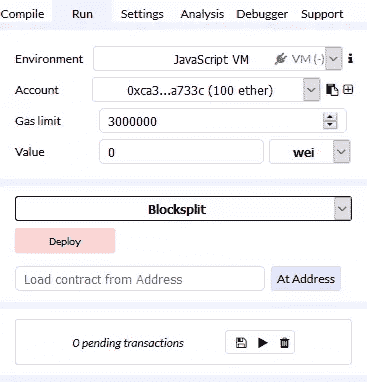 Compile Run Settings Analysis Debugger Support
Environment JavaScript VM VM (-) i
Account 0xca3...a733c (100 ether)
Gas limit 3000000
Value 0 wei
Blocksplit
Deploy
Load contract from Address At Address
0 pending transactions